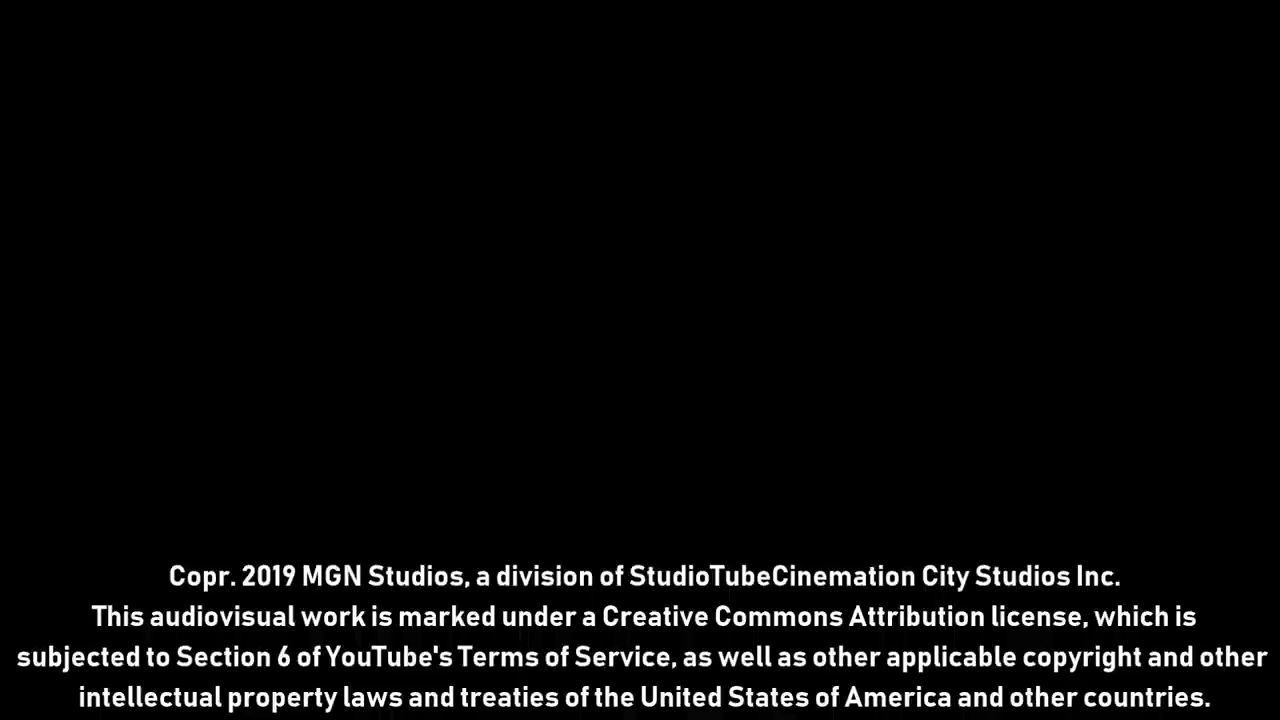 Copr. 2019 MGN Studios, a division of StudioTubeCinemation City Studios Inc.
This audiovisual work is marked under a Creative Commons Attribution license, which is
subjected to Section 6 of YouTube's Terms of Service, as well as other applicable copyright and other
intellectual property laws and treaties of the United States of America and other countries.